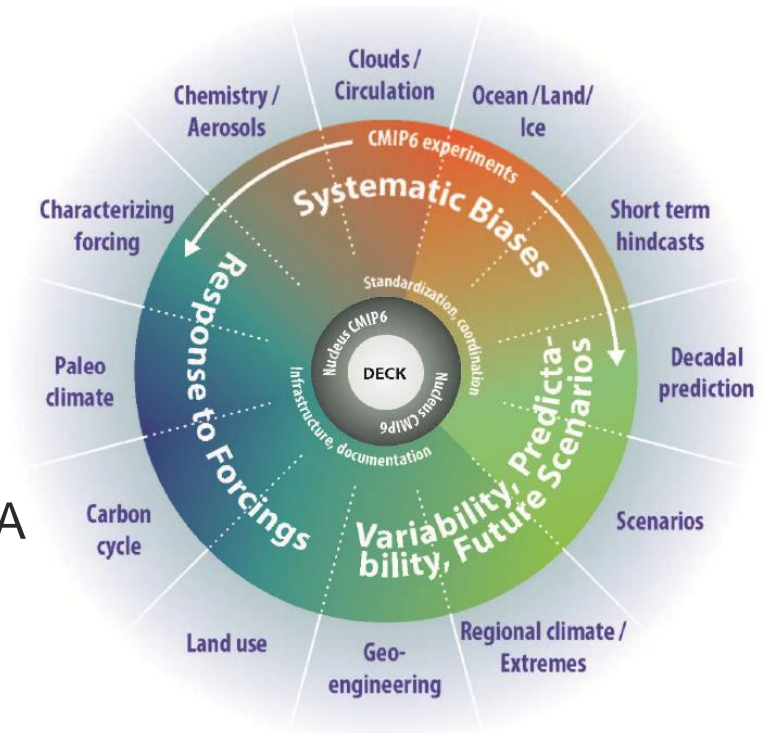 Clouds /
Circulation
Chemistry /
Aerosols
Ocean /Land/
Ice
CMIP6 experiments
Systematic Biases
Characterizing
forcing
Short term
hindcasts
Response to Forcings
Standardization, coordination
Nucleus CMIP6
DECK
Nucleus CMIP6
Infrastructure, documentation
Paleo
climate
Decadal
prediction
Variability, Predicta-
bility, Future Scenarios
A
Carbon
cycle
Scenarios
Land use
Geo-
engineering
Regional climate /
Extremes